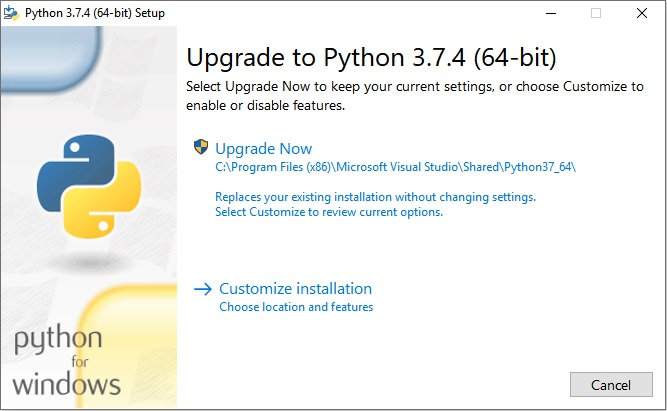 Python 3.7.4 (64-bit) Setup
Upgrade to Python 3.7.4 (64-bit)
Select Upgrade Now to keep your current settings, or choose Customize to
enable or disable features.
Upgrade Now
C:\Program Files (x86)\Microsoft Visual Studio\Shared\Python37_64\
Replaces your existing installation without changing settings.
Select Customize to review current options.
Customize installation
Choose location and features
python
for
windows
Cancel